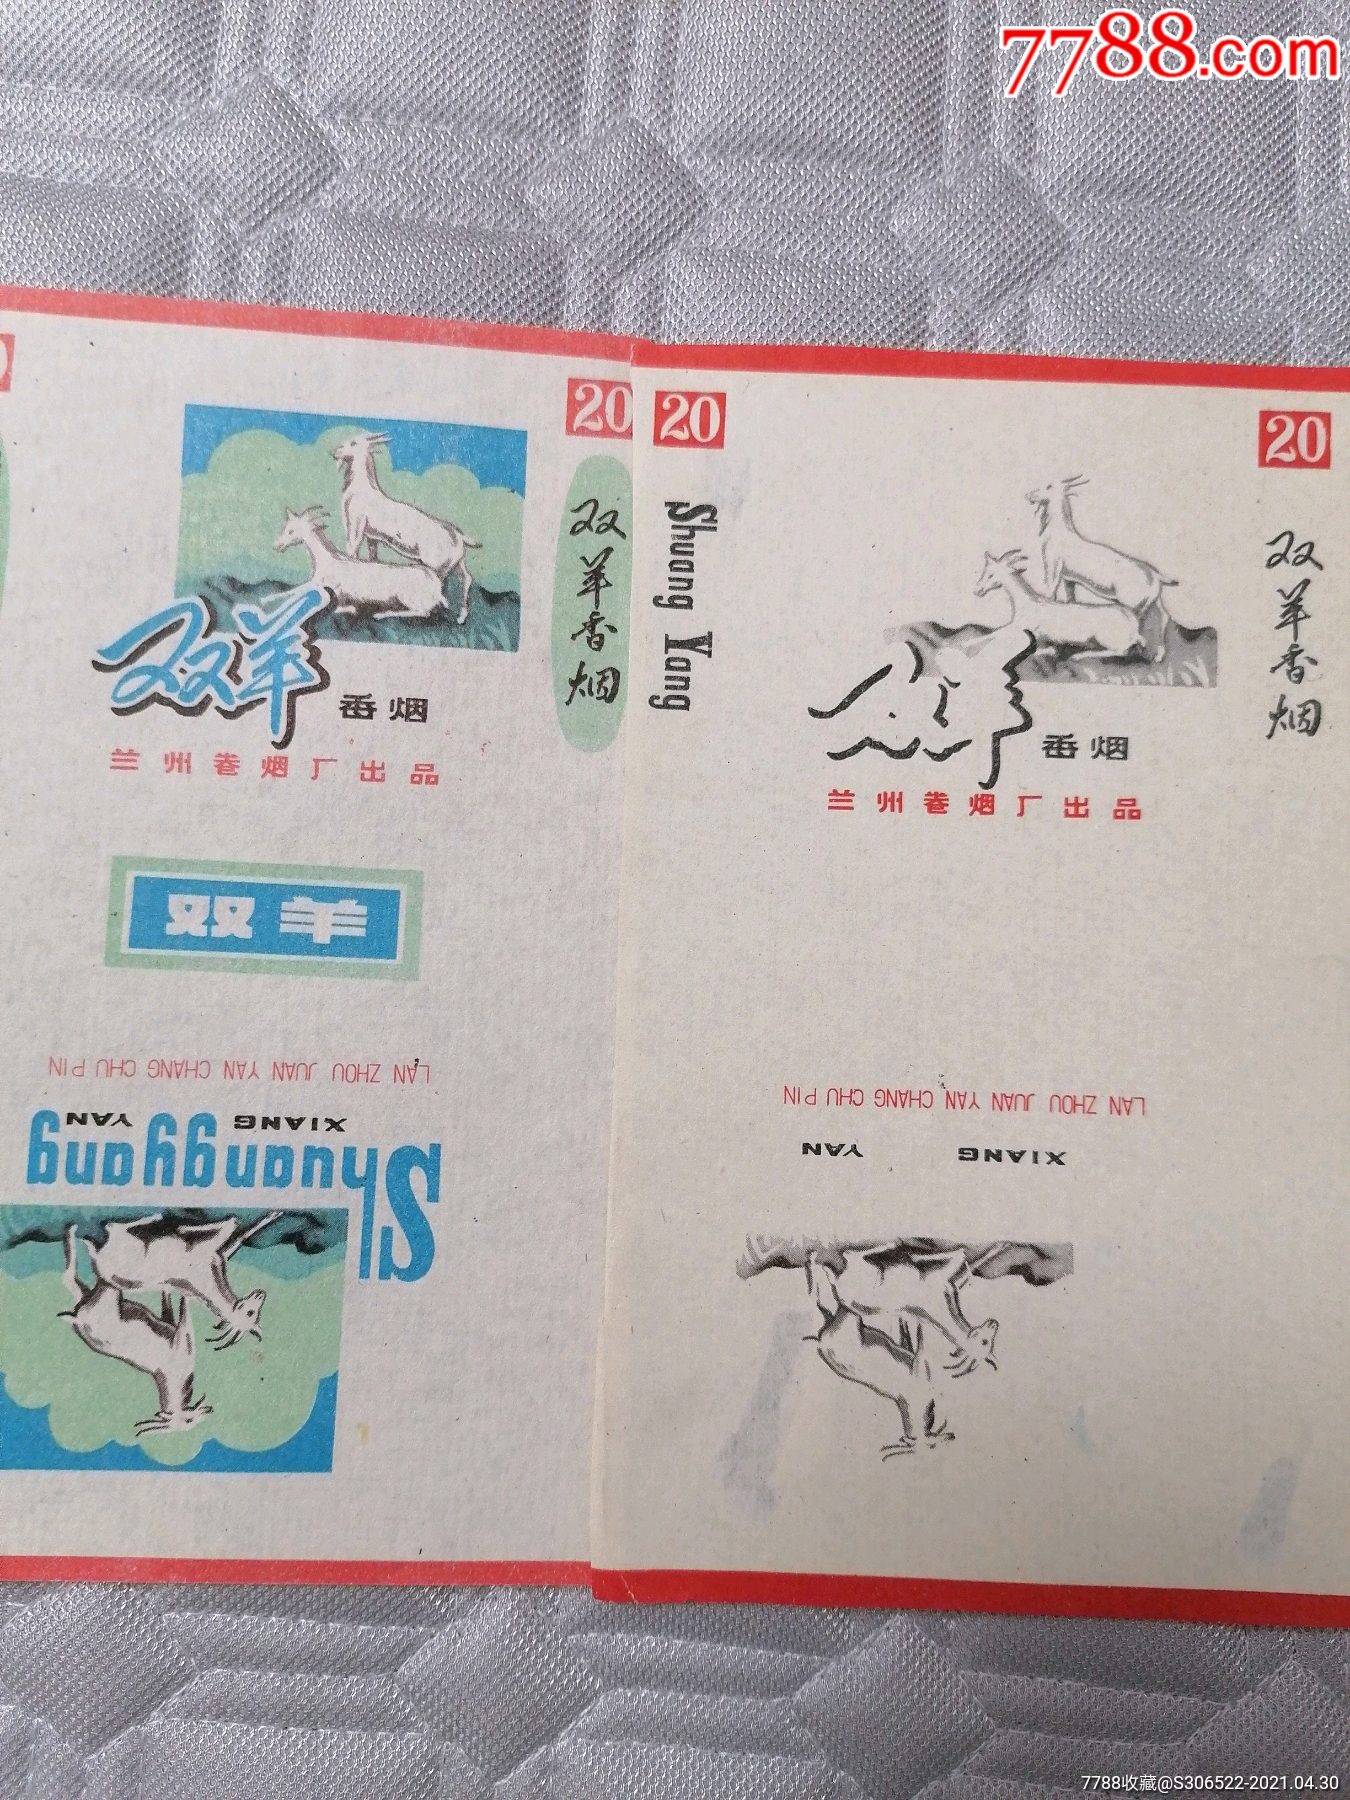 7788.com
20
双羊香烟
双羊
香烟
兰州卷烟厂出品
双羊
LAN ZHOU JUAN YAN CHANG CHU PIN
XIANG YAN
Shuangyang
20
Shuang Yang
20
双羊香烟
香烟
兰州卷烟厂出品
LAN ZHOU JUAN YAN CHANG CHU PIN
XIANG YAN
7788收藏@S306522-2021.04.30